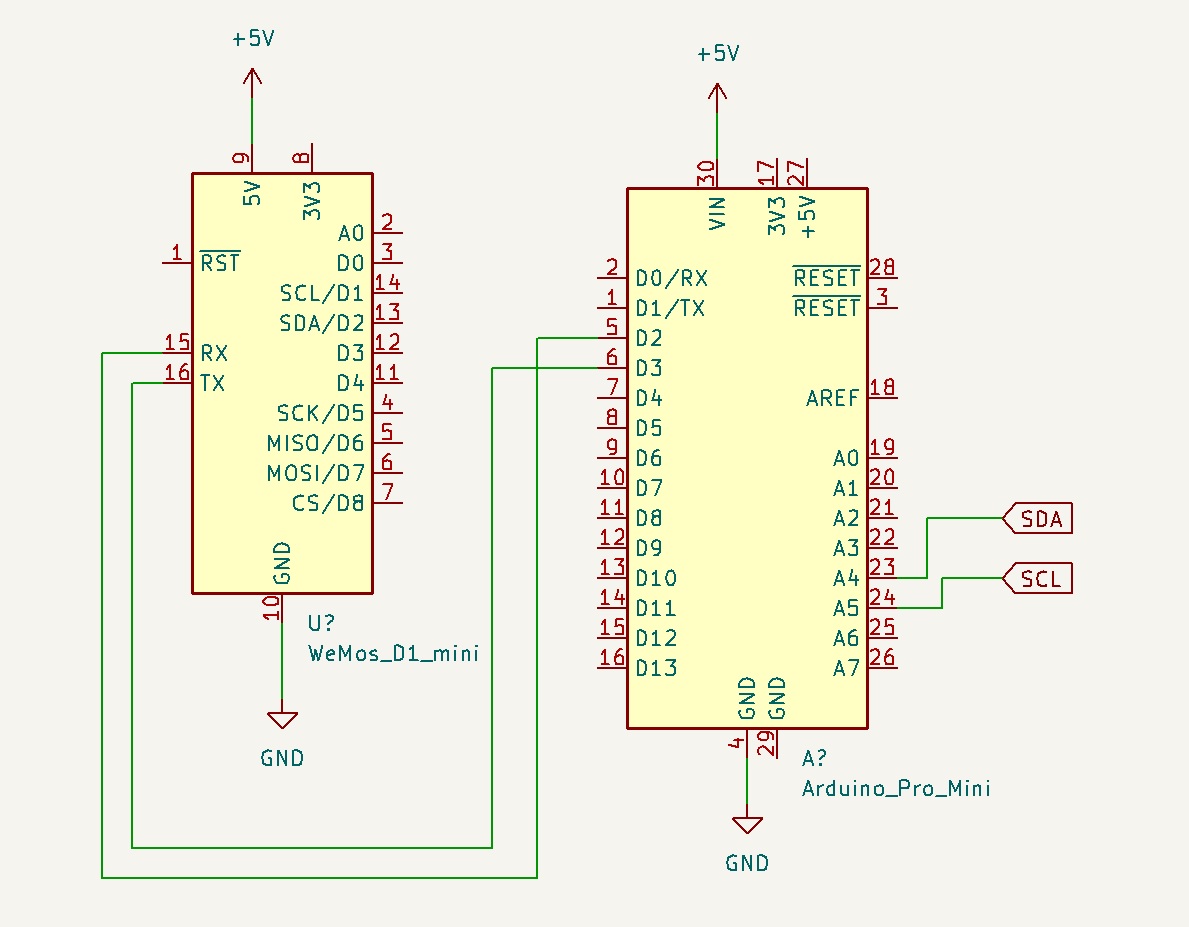 +5V
+5V
9
8
5V
3V3
A0
2
1
RST
D0
3
SCL/D1
14
SDA/D2
13
15
RX
D3
12
16
TX
D4
11
SCK/D5
4
MISO/D6
5
MOSI/D7
6
CS/D8
7
GND
10
U?
WeMos_D1_mini
GND
30
17
27
VIN
3V3
+5V
2
D0/RX
RESET
28
1
D1/TX
RESET
3
5
D2
6
D3
7
D4
AREF
18
8
D5
9
D6
A0
19
10
D7
A1
20
11
D8
A2
21
SDA
12
D9
A3
22
13
D10
A4
23
SCL
14
D11
A5
24
15
D12
A6
25
16
D13
A7
26
GND
GND
4
29
A?
Arduino_Pro_Mini
GND